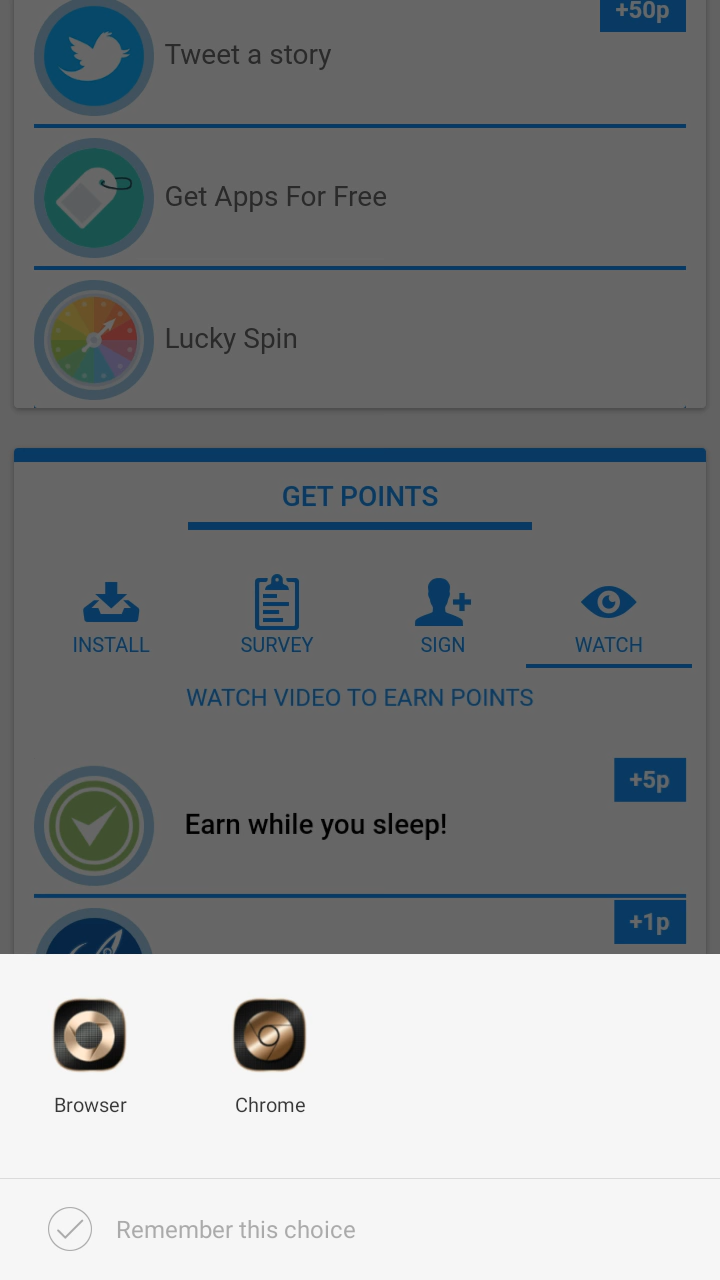 +50p
Tweet a story
Get Apps For Free
Lucky Spin
GET POINTS
INSTALL
SURVEY
SIGN
WATCH
WATCH VIDEO TO EARN POINTS
+5p
Earn while you sleep!
+1p
Browser
Chrome
Remember this choice